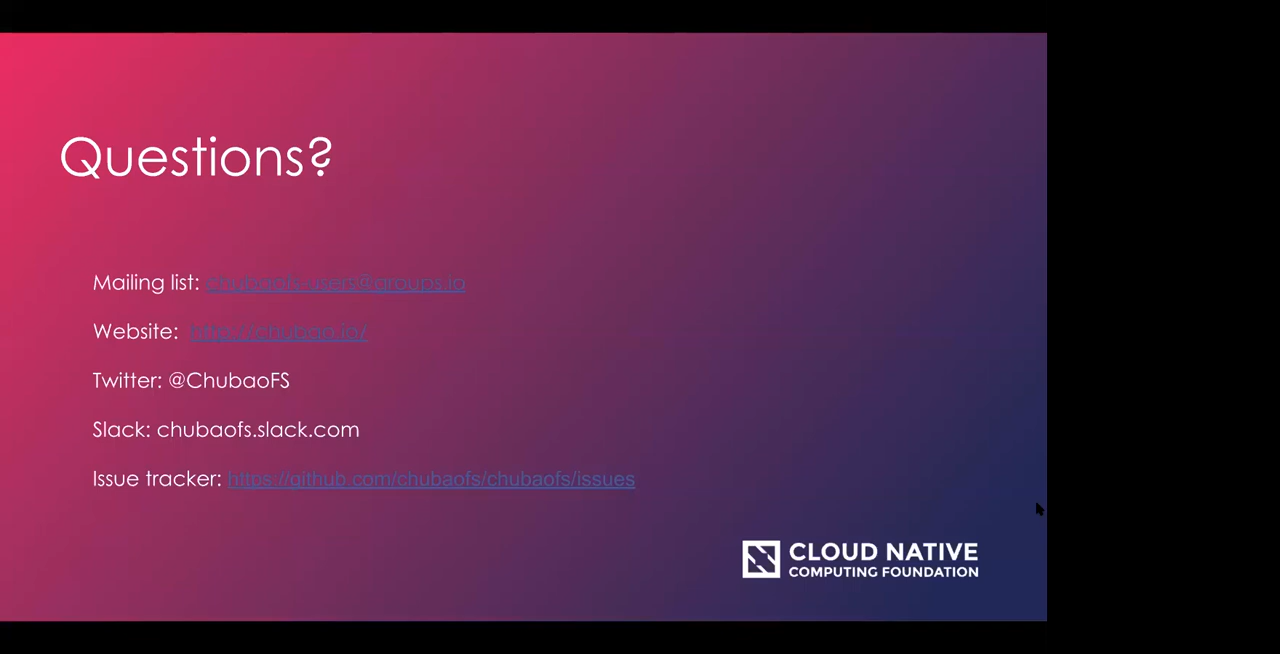 Questions?
Mailing list: chubaofs-users@groups.io
Website: http://chubao.io/
Twitter: @ChubaoFS
Slack: chubaofs.slack.com
Issue tracker: https://github.com/chubaofs/chubaofs/issues
CLOUD NATIVE
COMPUTING FOUNDATION